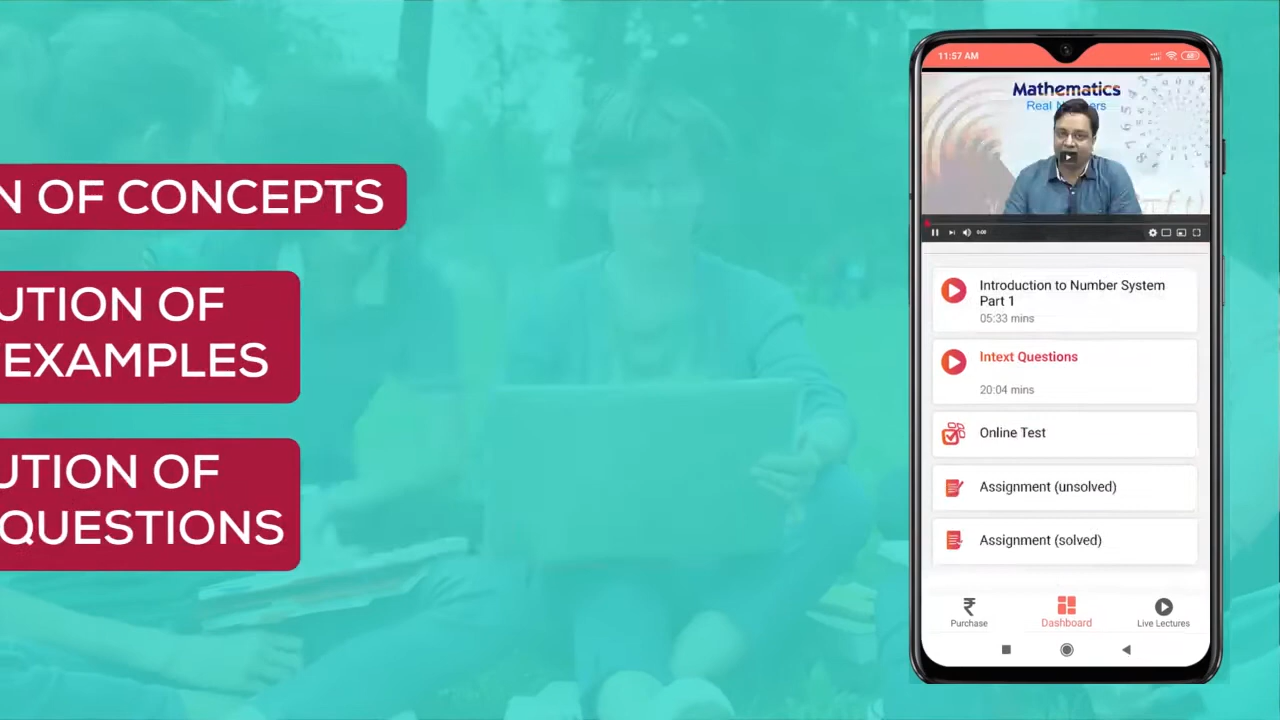 N OF CONCEPTS
UTION OF
EXAMPLES
UTION OF
QUESTIONS
11:57 AM
Mathematics
Real
Introduction to Number System
Part 1
05:33 mins
Intext Questions
20:04 mins
Online Test
Assignment (unsolved)
Assignment (solved)
₹
Purchase
Dashboard
Live Lectures